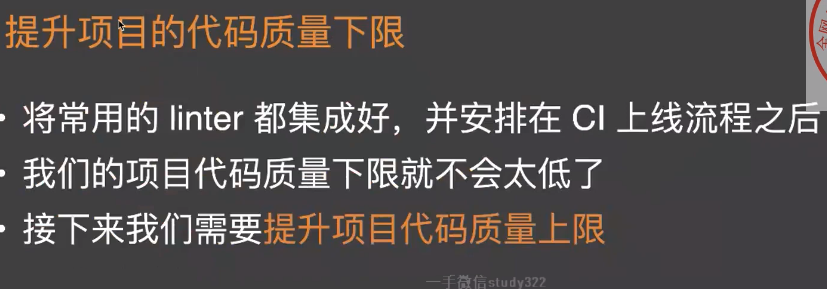 提升项目的代码质量下限
• 将常用的 linter 都集成好，并安排在 CI 上线流程之后
• 我们的项目代码质量下限就不会太低了
• 接下来我们需要提升项目代码质量上限
一手微信study322